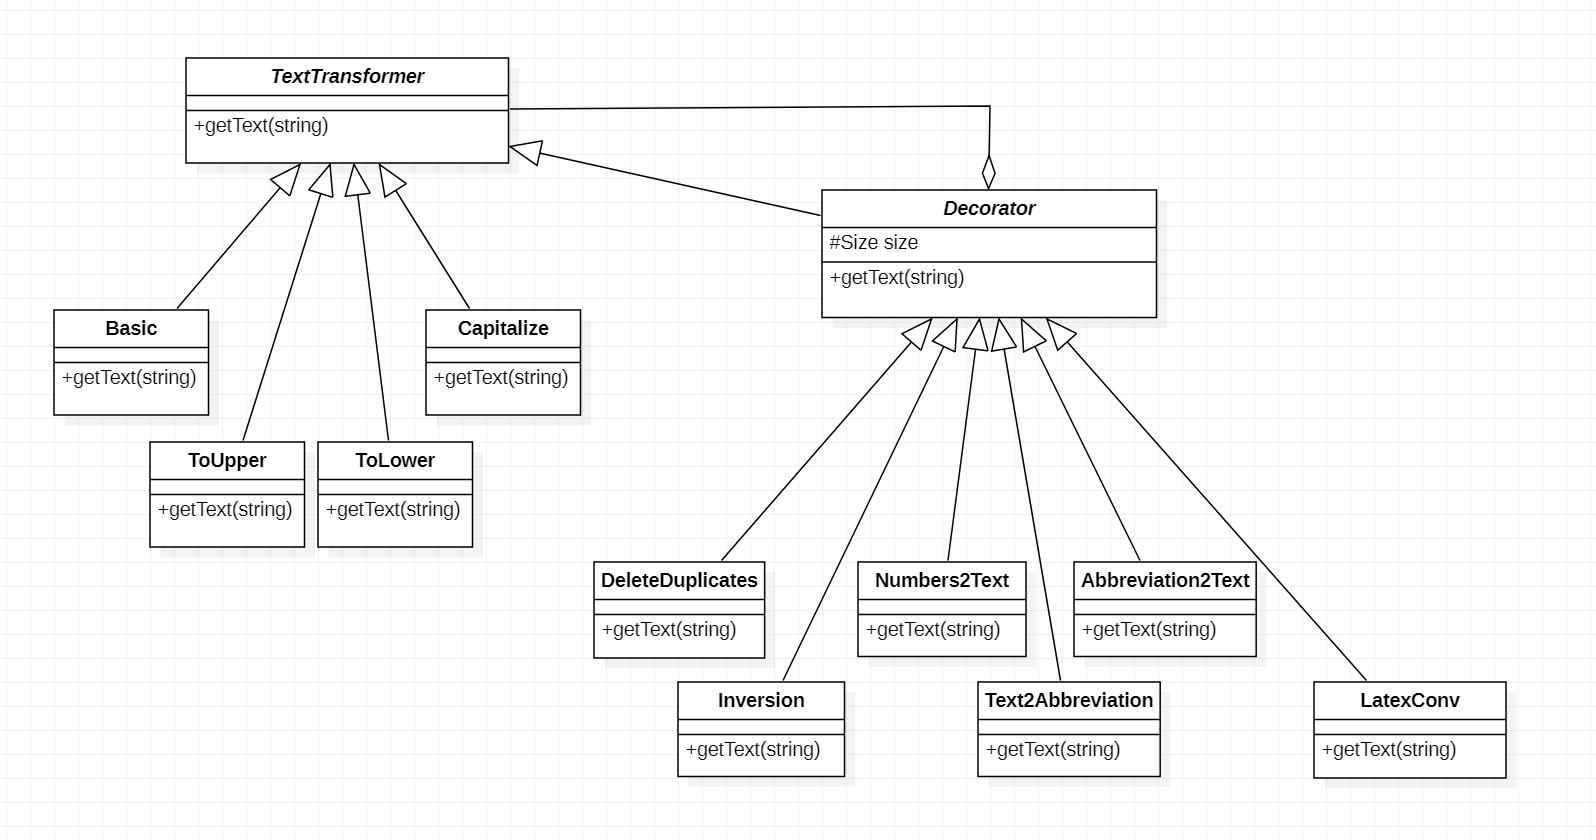 TextTransformer
+getText(string)
Decorator
#Size size
+getText(string)
Basic
+getText(string)
Capitalize
+getText(string)
ToUpper
+getText(string)
ToLower
+getText(string)
DeleteDuplicates
+getText(string)
Numbers2Text
+getText(string)
Abbreviation2Text
+getText(string)
Inversion
+getText(string)
Text2Abbreviation
+getText(string)
LatexConv
+getText(string)